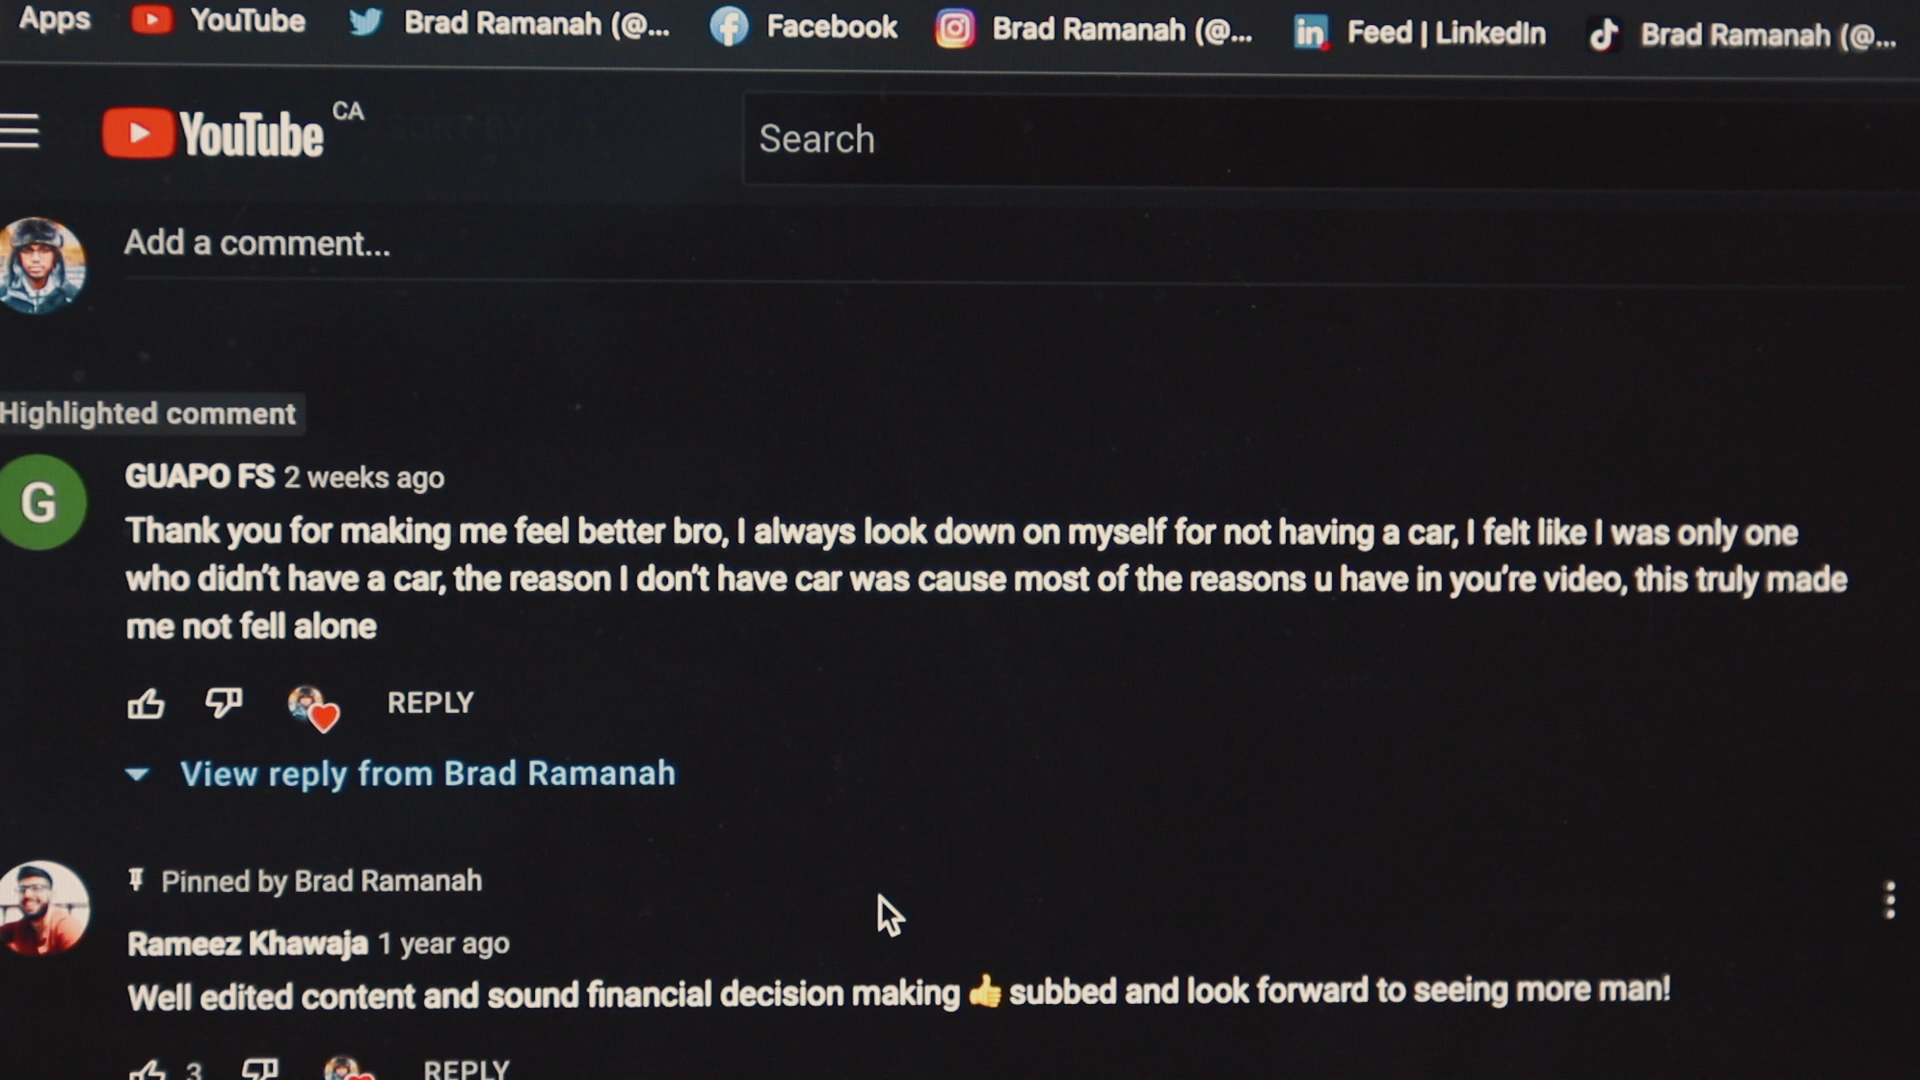 Apps YouTube Brad Ramanah (@... Facebook Brad Ramanah (@... Feed | LinkedIn Brad Ramanah (@...
YouTube CA
Search
Add a comment...
Highlighted comment
G
GUAPO FS 2 weeks ago
Thank you for making me feel better bro, I always look down on myself for not having a car, I felt like I was only one
who didn't have a car, the reason I don't have car was cause most of the reasons u have in you're video, this truly made
me not fell alone
REPLY
View reply from Brad Ramanah
Pinned by Brad Ramanah
Rameez Khawaja 1 year ago
Well edited content and sound financial decision making 👍 subbed and look forward to seeing more man!
3 REPLY